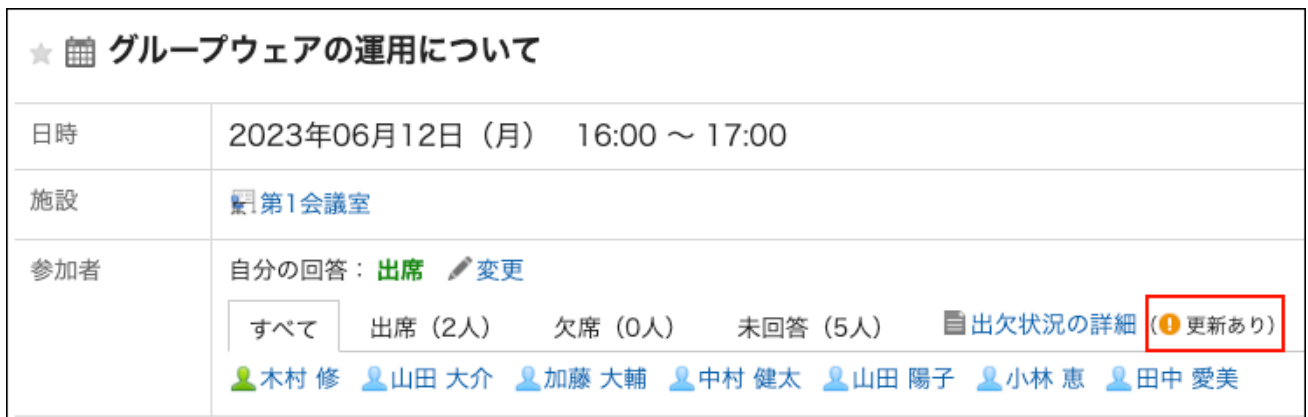 グループウェアの運用について
日時 2023年06月12日（月） 16:00 ～ 17:00
施設 第1会議室
参加者 自分の回答： 出席 変更
すべて 出席（2人） 欠席（0人） 未回答（5人） 出欠状況の詳細 （更新あり）
木村 修 山田 大介 加藤 大輔 中村 健太 山田 陽子 小林 恵 田中 愛美